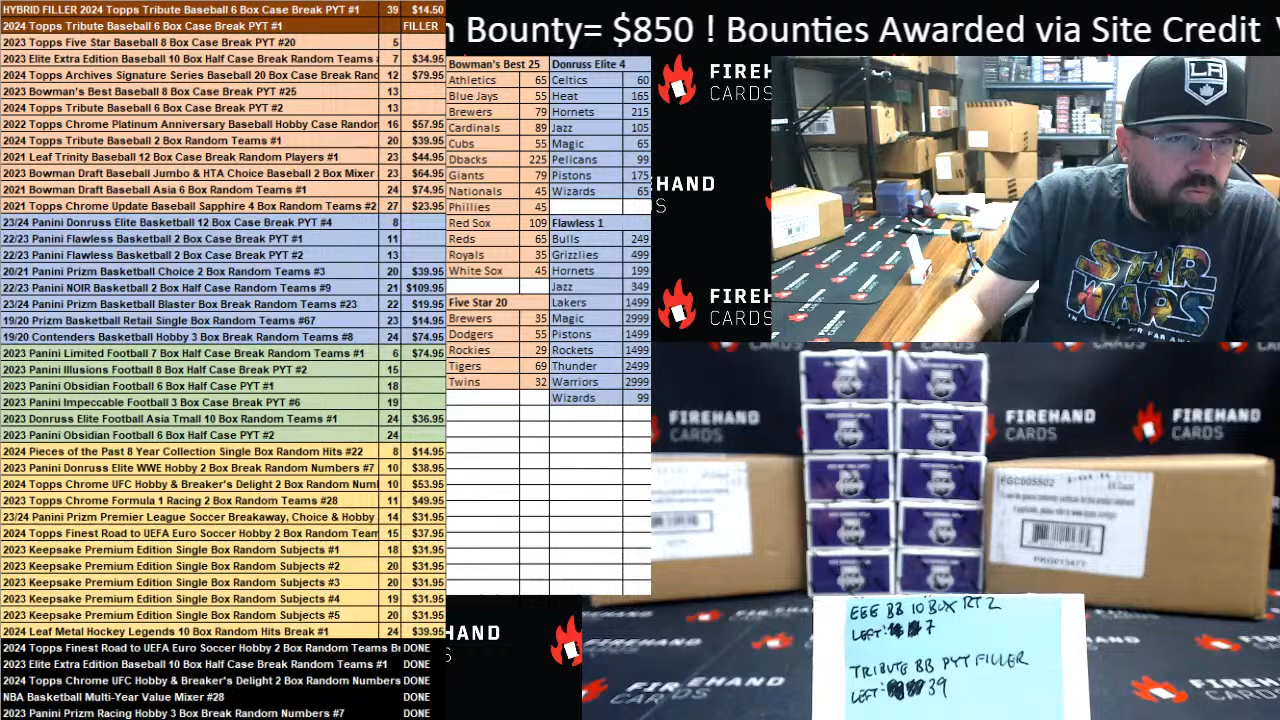 HYBRID FILLER 2024 Topps Tribute Baseball 6 Box Case Break PYT #1 39 $14.50
2024 Topps Tribute Baseball 6 Box Case Break PYT #1 FILLER
2023 Topps Five Star Baseball 8 Box Case Break PYT #20 5
2023 Elite Extra Edition Baseball 10 Box Half Case Break Random Teams 7 $34.95
2024 Topps Archives Signature Series Baseball 20 Box Case Break Ranc 12 $79.95
2023 Bowman's Best Baseball 8 Box Case Break PYT #25 13
2024 Topps Tribute Baseball 6 Box Case Break PYT #2 13
2022 Topps Chrome Platinum Anniversary Baseball Hobby Case Randor 16 $57.95
2024 Topps Tribute Baseball 2 Box Random Teams #1 20 $39.95
2021 Leaf Trinity Baseball 12 Box Case Break Random Players #1 23 $44.95
2023 Bowman Draft Baseball Jumbo & HTA Choice Baseball 2 Box Mixer 23 $64.95
2021 Bowman Draft Baseball Asia 6 Box Random Teams #1 24 $74.95
2021 Topps Chrome Update Baseball Sapphire 4 Box Random Teams #2 27 $23.95
23/24 Panini Donruss Elite Basketball 12 Box Case Break PYT #4 8
22/23 Panini Flawless Basketball 2 Box Case Break PYT #1 11
22/23 Panini Flawless Basketball 2 Box Case Break PYT #2 13
20/21 Panini Prizm Basketball Choice 2 Box Random Teams #3 20 $39.95
22/23 Panini NOIR Basketball 2 Box Random Teams #9 21 $109.95
23/24 Panini Prizm Basketball Blaster Box Break Random Teams #23 22 $19.95
19/20 Prizm Basketball Retail Single Box Random Teams #67 23 $14.95
19/20 Contenders Basketball Hobby 3 Box Break Random Teams #8 24 $74.95
2023 Panini Limited Football 7 Box Half Case Break Random Teams #1 6 $74.95
2023 Panini Illusions Football 8 Box Half Case Break PYT #2 15
2023 Panini Obsidian Football 6 Box Half Case PYT #1 18
2023 Panini Impeccable Football 3 Box Case Break PYT #6 19
2023 Donruss Elite Football Asia Tmall 10 Box Random Teams #1 24 $36.95
2023 Panini Obsidian Football 6 Box Half Case PYT #2 24
2024 Pieces of the Past 8 Year Collection Single Box Random Hits #22 8 $14.95
2023 Panini Donruss Elite WWE Hobby 2 Box Break Random Numbers #7 10 $38.95
2024 Topps Chrome UFC Hobby & Breaker's Delight 2 Box Random Numl 10 $53.95
2023 Topps Chrome Formula 1 Racing 2 Box Random Teams #28 11 $49.95
23/24 Panini Prizm Premier League Soccer Breakaway, Choice & Hobby 14 $31.95
2024 Topps Finest Road to UEFA Euro Soccer Hobby 2 Box Random Team 15 $37.95
2023 Keepsake Premium Edition Single Box Random Subjects #1 18 $31.95
2023 Keepsake Premium Edition Single Box Random Subjects #2 20 $31.95
2023 Keepsake Premium Edition Single Box Random Subjects #3 20 $31.95
2023 Keepsake Premium Edition Single Box Random Subjects #4 19 $31.95
2023 Keepsake Premium Edition Single Box Random Subjects #5 20 $31.95
2024 Leaf Metal Hockey Legends 10 Box Random Hits Break #1 24 $39.95
2024 Topps Finest Road to UEFA Euro Soccer Hobby 2 Box Random Teams B DONE
2023 Elite Extra Edition Baseball 10 Box Half Case Break Random Teams #1 DONE
2024 Topps Chrome UFC Hobby & Breaker's Delight 2 Box Random Numbers DONE
NBA Basketball Multi-Year Value Mixer #28 DONE
2023 Panini Prizm Racing Hobby 3 Box Break Random Numbers #7 DONE
n Bounty= $850 ! Bounties Awarded via Site Credit
Bowman's Best 25
Athletics 65
Blue Jays 55
Brewers 79
Cardinals 89
Cubs 55
Dbacks 225
Giants 79
Nationals 45
Phillies 45
Red Sox 109
Reds 65
Royals 35
White Sox 45
Five Star 20
Brewers 35
Dodgers 55
Rockies 29
Tigers 69
Twins 32
Donruss Elite 4
Celtics 60
Heat 165
Hornets 215
Jazz 105
Magic 65
Pelicans 99
Pistons 175
Wizards 65
Flawless 1
Bulls 249
Grizzlies 499
Hornets 199
Jazz 349
Lakers 1499
Magic 2999
Pistons 1499
Rockets 1499
Thunder 2499
Warriors 2999
Wizards 99
FIREH
CARDS
HAND
S
FIREH
CARDS
HAND
LA
STAR
WARS
FIREHAND
CARDS
FIREHAND
CARDS
PGC005502
PRG013477
EEE BB 10 BOX RT 2
LEFT: 7
TRIBUTE BB PYT FILLER
LEFT: 39